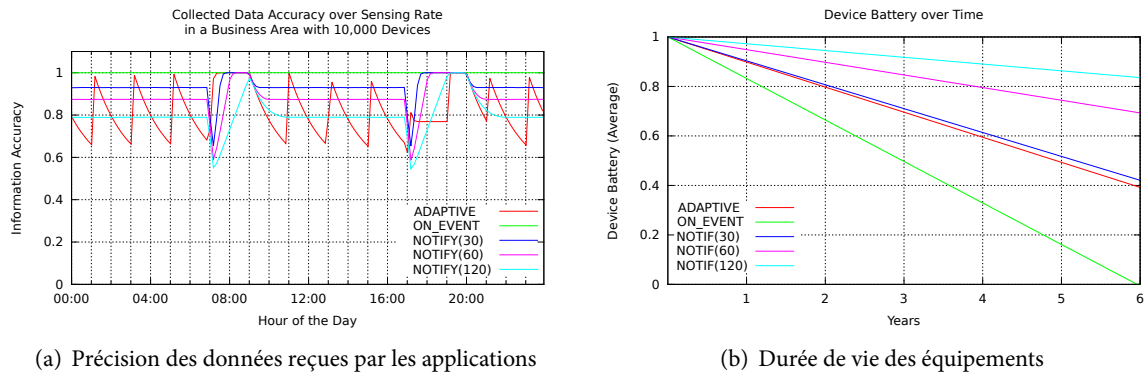 Collected Data Accuracy over Sensing Rate
in a Business Area with 10,000 Devices
Information Accuracy
1
0.8
0.6
0.4
0.2
0
ADAPTIVE
ON_EVENT
NOTIFY(30)
NOTIFY(60)
NOTIFY(120)
00:00 04:00 08:00 12:00 16:00 20:00
Hour of the Day
(a) Précision des données reçues par les applications
Device Battery over Time
Device Battery (Average)
1
0.8
0.6
0.4
0.2
0
ADAPTIVE
ON_EVENT
NOTIF(30)
NOTIF(60)
NOTIF(120)
1 2 3 4 5 6
Years
(b) Durée de vie des équipements